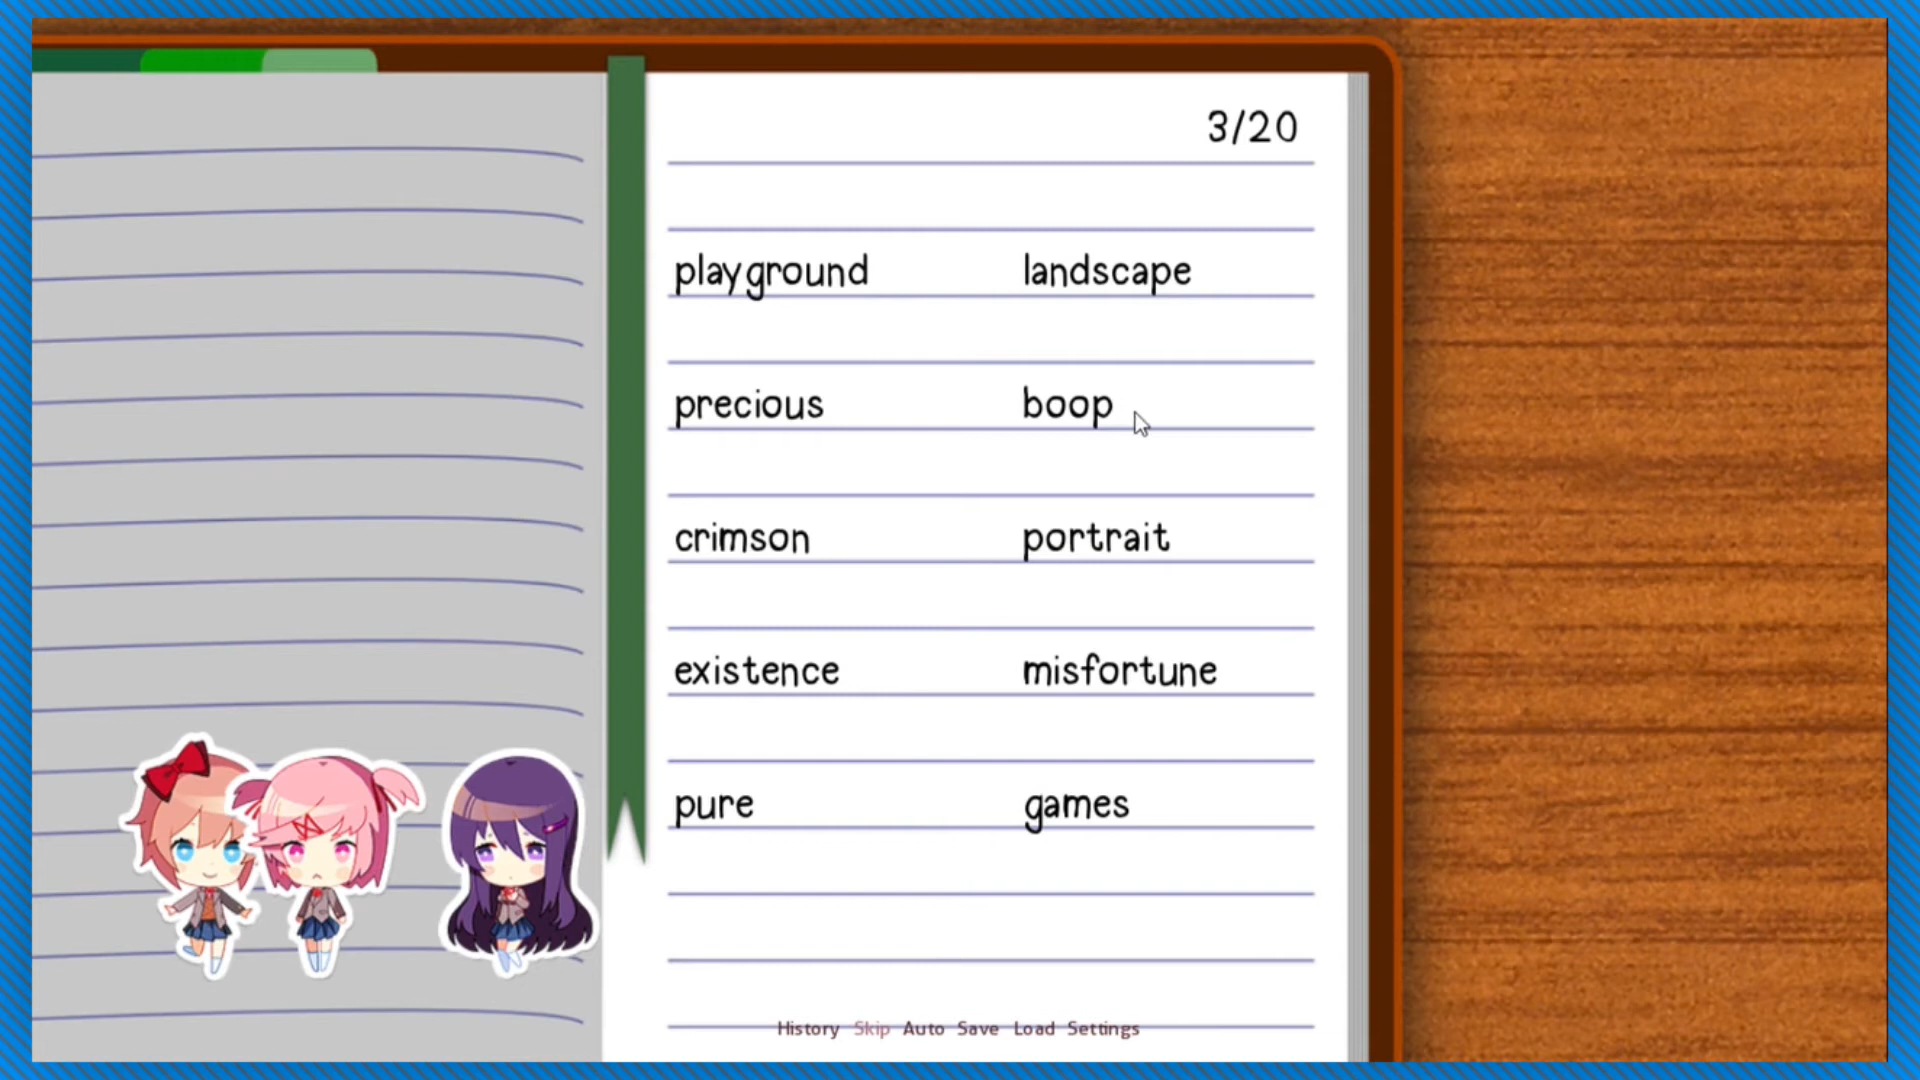 3/20
playground landscape
precious boop
crimson portrait
existence misfortune
pure games
History Skip Auto Save Load Settings